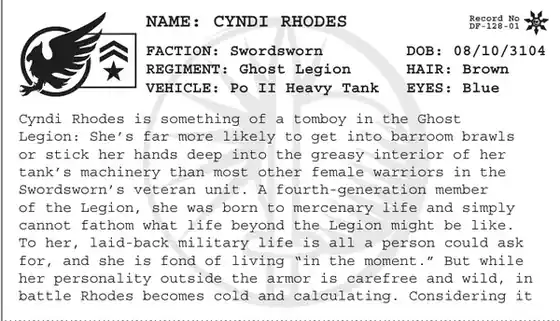 NAME: CYNDI RHODES
Record No
DF-128-01
FACTION: Swordsworn DOB: 08/10/3104
REGIMENT: Ghost Legion HAIR: Brown
VEHICLE: Po II Heavy Tank EYES: Blue
Cyndi Rhodes is something of a tomboy in the Ghost
Legion: She’s far more likely to get into barroom brawls
or stick her hands deep into the greasy interior of her
tank’s machinery than most other female warriors in the
Swordsworn’s veteran unit. A fourth-generation member
of the Legion, she was born to mercenary life and simply
cannot fathom what life beyond the Legion might be like.
To her, laid-back military life is all a person could ask
for, and she is fond of living “in the moment.” But while
her personality outside the armor is carefree and wild, in
battle Rhodes becomes cold and calculating. Considering it